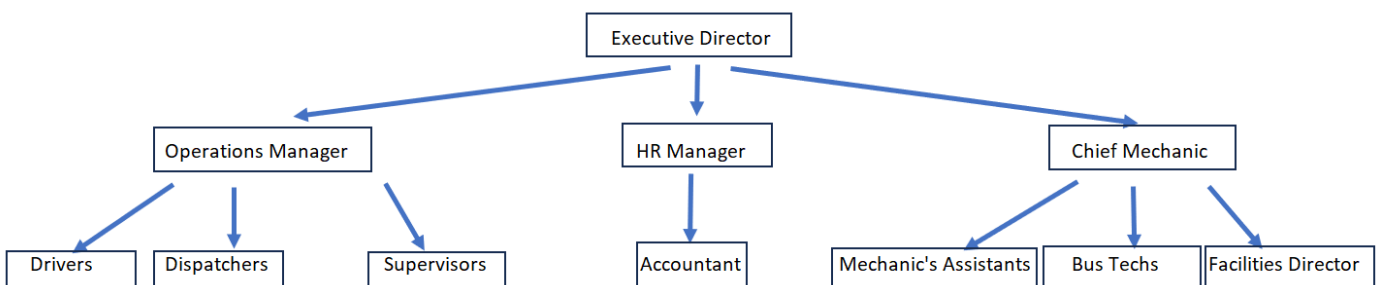 Executive Director
Operations Manager
HR Manager
Chief Mechanic
Drivers
Dispatchers
Supervisors
Accountant
Mechanic's Assistants
Bus Techs
Facilities Director